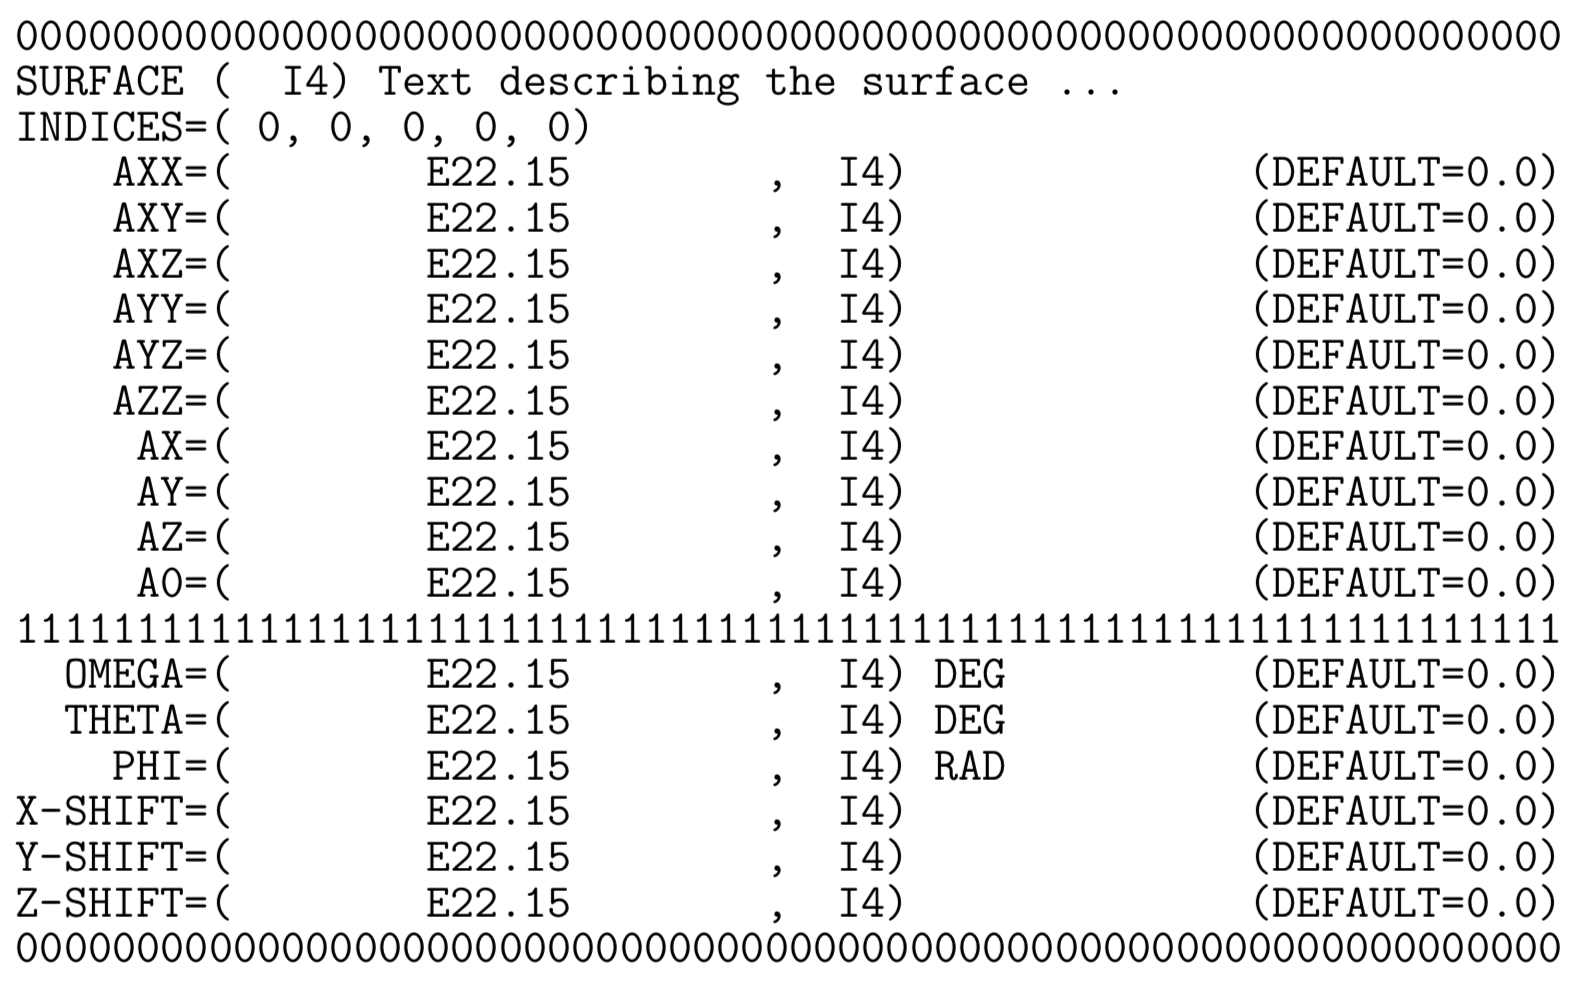 0000000000000000000000000000000000000000000000000000000000000000
SURFACE (  I4) Text describing the surface ...
INDICES=( 0, 0, 0, 0, 0)
    AXX=(        E22.15        ,  I4)              (DEFAULT=0.0)
    AXY=(        E22.15        ,  I4)              (DEFAULT=0.0)
    AXZ=(        E22.15        ,  I4)              (DEFAULT=0.0)
    AYY=(        E22.15        ,  I4)              (DEFAULT=0.0)
    AYZ=(        E22.15        ,  I4)              (DEFAULT=0.0)
    AZZ=(        E22.15        ,  I4)              (DEFAULT=0.0)
     AX=(        E22.15        ,  I4)              (DEFAULT=0.0)
     AY=(        E22.15        ,  I4)              (DEFAULT=0.0)
     AZ=(        E22.15        ,  I4)              (DEFAULT=0.0)
     A0=(        E22.15        ,  I4)              (DEFAULT=0.0)
1111111111111111111111111111111111111111111111111111111111111111
  OMEGA=(        E22.15        ,  I4) DEG          (DEFAULT=0.0)
  THETA=(        E22.15        ,  I4) DEG          (DEFAULT=0.0)
    PHI=(        E22.15        ,  I4) RAD          (DEFAULT=0.0)
X-SHIFT=(        E22.15        ,  I4)              (DEFAULT=0.0)
Y-SHIFT=(        E22.15        ,  I4)              (DEFAULT=0.0)
Z-SHIFT=(        E22.15        ,  I4)              (DEFAULT=0.0)
0000000000000000000000000000000000000000000000000000000000000000